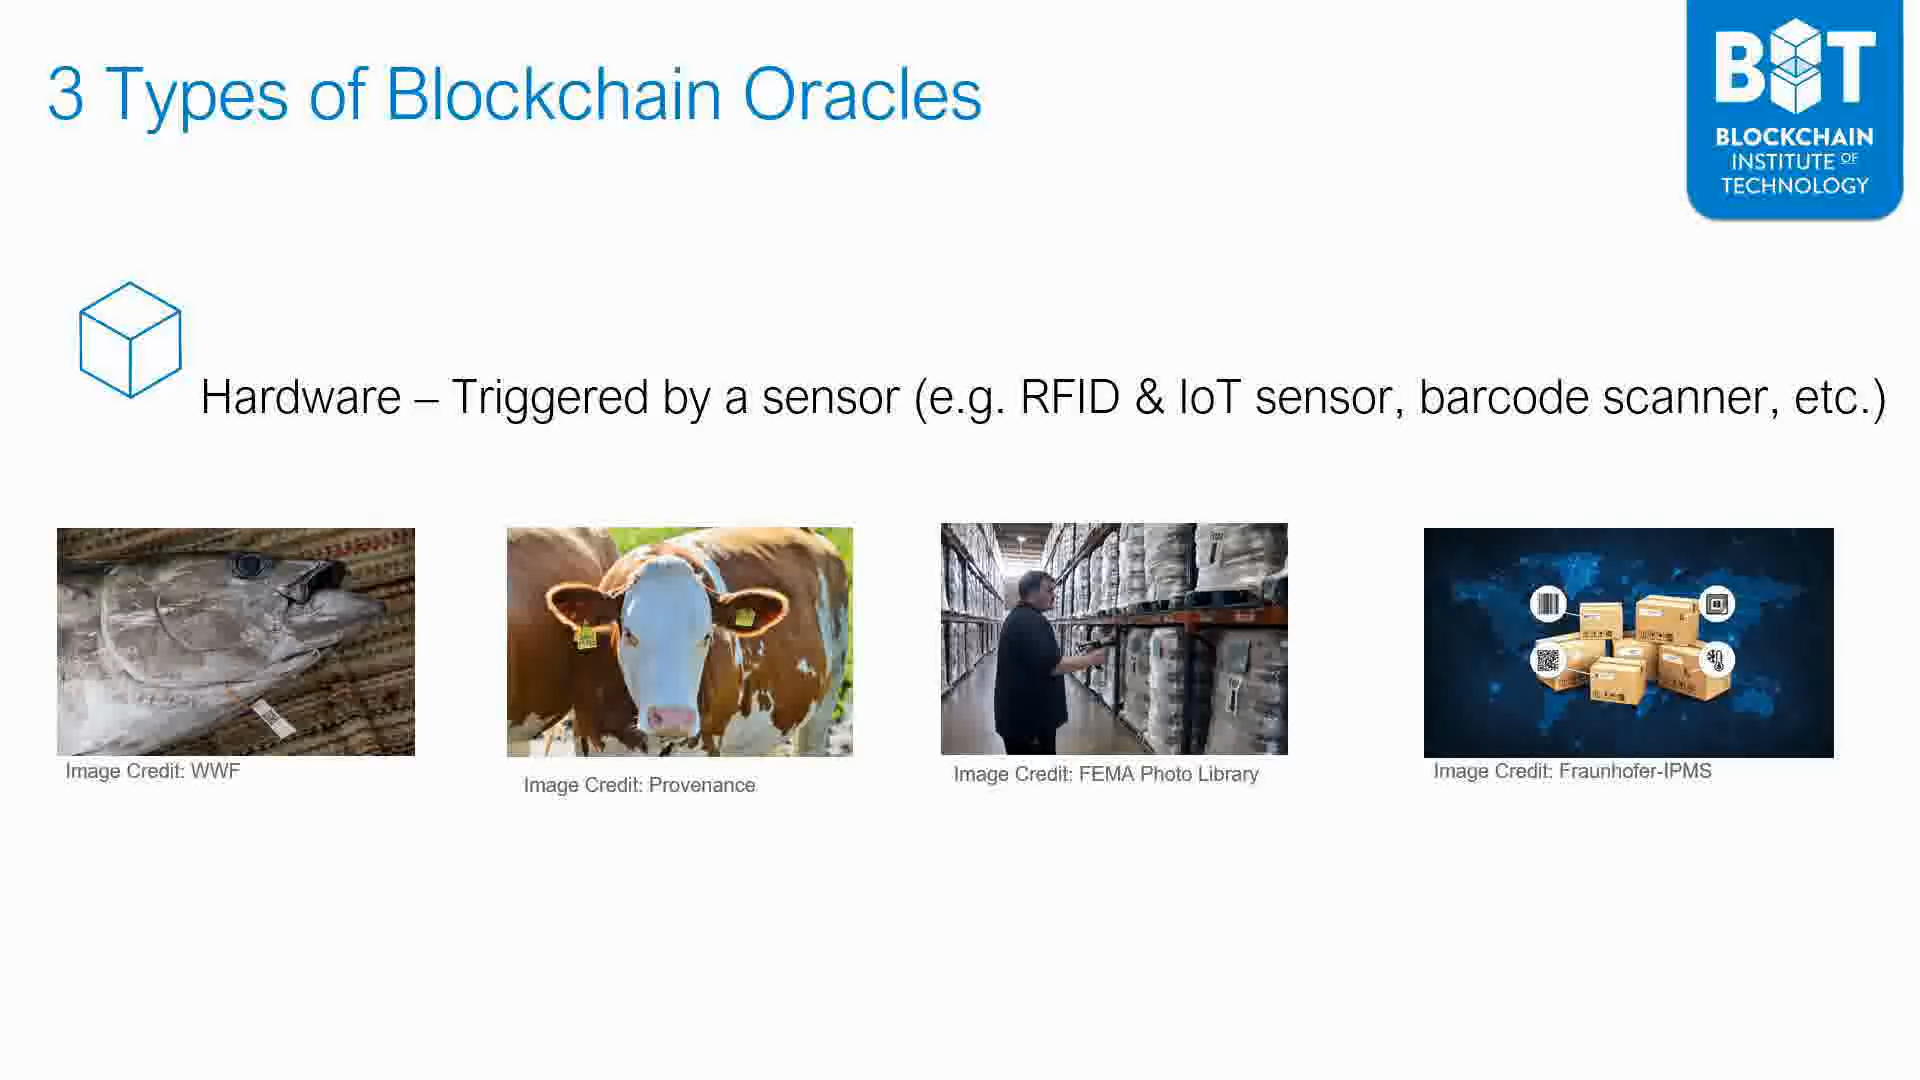 3 Types of Blockchain Oracles
BIT
BLOCKCHAIN
INSTITUTE OF
TECHNOLOGY
Hardware – Triggered by a sensor (e.g. RFID & IoT sensor, barcode scanner, etc.)
Image Credit: WWF
Image Credit: Provenance
Image Credit: FEMA Photo Library
Image Credit: Fraunhofer-IPMS